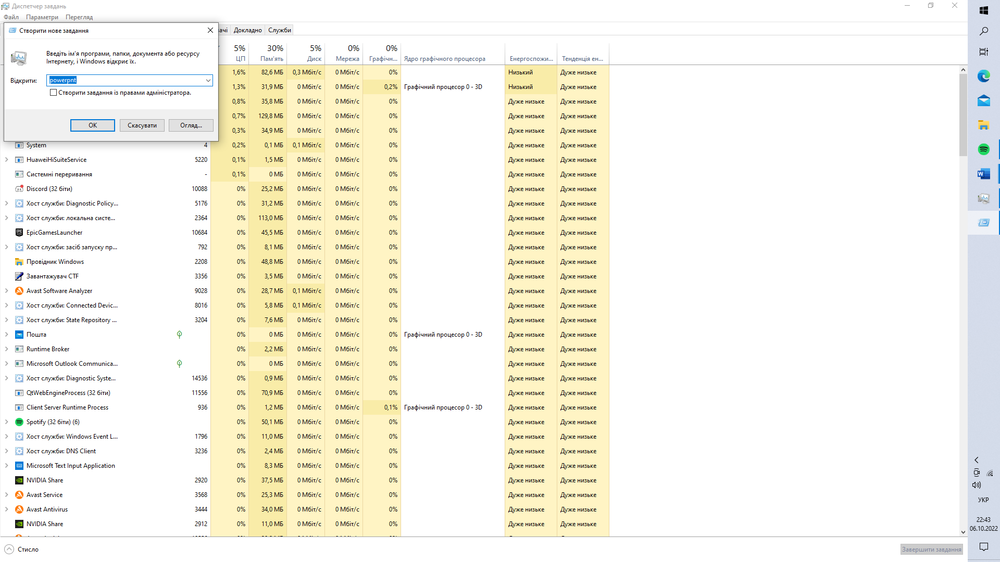 Диспетчер завдань
Файл Параметри Перегляд
Створити нове завдання
Введіть ім'я програми, папки, документа або ресурсу
Інтернету, і Windows відкриє їх.
Відкрити: powerpnt
Створити завдання із правами адміністратора.
OK Скасувати Огляд...
Докладно Служби
5% 30% 5% 0% 0%
ЦП Пам'ять Диск Мережа Графічн... Ядро графічного процесора Енергоспожи... Тенденція ен...
1,6% 82,6 МБ 0,3 Мбіт/с 0 Мбіт/с 0% Низький Дуже низьке
1,3% 31,9 МБ 0 Мбіт/с 0 Мбіт/с 0,2% Графічний процесор 0 - 3D Низький Дуже низьке
0,8% 35,8 МБ 0 Мбіт/с 0 Мбіт/с 0% Дуже низьке Дуже низьке
0,7% 129,8 МБ 0 Мбіт/с 0 Мбіт/с 0% Дуже низьке Дуже низьке
0,3% 34,9 МБ 0 Мбіт/с 0 Мбіт/с 0% Дуже низьке Дуже низьке
System 4 0,2% 0,1 МБ 0,1 Мбіт/с 0 Мбіт/с 0% Дуже низьке Дуже низьке
HuaweiHiSuiteService 5220 0,1% 1,5 МБ 0 Мбіт/с 0 Мбіт/с 0% Дуже низьке Дуже низьке
Системні переривання - 0,1% 0 МБ 0 Мбіт/с 0 Мбіт/с 0% Дуже низьке Дуже низьке
Discord (32 біти) 10088 0% 25,2 МБ 0 Мбіт/с 0 Мбіт/с 0% Дуже низьке Дуже низьке
Хост служби: Diagnostic Policy... 5176 0% 31,2 МБ 0 Мбіт/с 0 Мбіт/с 0% Дуже низьке Дуже низьке
Хост служби: локальна систе... 2364 0% 113,0 МБ 0 Мбіт/с 0 Мбіт/с 0% Дуже низьке Дуже низьке
EpicGamesLauncher 10684 0% 45,5 МБ 0 Мбіт/с 0 Мбіт/с 0% Дуже низьке Дуже низьке
Хост служби: засіб запуску пр... 792 0% 8,1 МБ 0 Мбіт/с 0 Мбіт/с 0% Дуже низьке Дуже низьке
Провідник Windows 2208 0% 48,8 МБ 0 Мбіт/с 0 Мбіт/с 0% Дуже низьке Дуже низьке
Завантажувач CTF 3356 0% 3,5 МБ 0 Мбіт/с 0 Мбіт/с 0% Дуже низьке Дуже низьке
Avast Software Analyzer 9028 0% 28,7 МБ 0,1 Мбіт/с 0 Мбіт/с 0% Дуже низьке Дуже низьке
Хост служби: Connected Devic... 8016 0% 5,8 МБ 0,1 Мбіт/с 0 Мбіт/с 0% Дуже низьке Дуже низьке
Хост служби: State Repository ... 3204 0% 7,6 МБ 0 Мбіт/с 0 Мбіт/с 0% Дуже низьке Дуже низьке
Пошта 0% 0 МБ 0 Мбіт/с 0 Мбіт/с 0% Графічний процесор 0 - 3D Дуже низьке Дуже низьке
Runtime Broker 0% 2,2 МБ 0 Мбіт/с 0 Мбіт/с 0% Дуже низьке Дуже низьке
Microsoft Outlook Communica... 0% 0 МБ 0 Мбіт/с 0 Мбіт/с 0% Дуже низьке Дуже низьке
Хост служби: Diagnostic Syste... 14536 0% 0,9 МБ 0 Мбіт/с 0 Мбіт/с 0% Дуже низьке Дуже низьке
QtWebEngineProcess (32 біти) 11556 0% 70,9 МБ 0 Мбіт/с 0 Мбіт/с 0% Дуже низьке Дуже низьке
Client Server Runtime Process 936 0% 1,2 МБ 0 Мбіт/с 0 Мбіт/с 0,1% Графічний процесор 0 - 3D Дуже низьке Дуже низьке
Spotify (32 біти) (6) 0% 50,1 МБ 0 Мбіт/с 0 Мбіт/с 0% Дуже низьке Дуже низьке
Хост служби: Windows Event L... 1796 0% 11,0 МБ 0 Мбіт/с 0 Мбіт/с 0% Дуже низьке Дуже низьке
Хост служби: DNS Client 3236 0% 2,4 МБ 0 Мбіт/с 0 Мбіт/с 0% Дуже низьке Дуже низьке
Microsoft Text Input Application 0% 8,3 МБ 0 Мбіт/с 0 Мбіт/с 0% Дуже низьке Дуже низьке
NVIDIA Share 2920 0% 37,5 МБ 0 Мбіт/с 0 Мбіт/с 0% Дуже низьке Дуже низьке
Avast Service 3568 0% 25,3 МБ 0 Мбіт/с 0 Мбіт/с 0% Дуже низьке Дуже низьке
Avast Antivirus 3444 0% 34,0 МБ 0 Мбіт/с 0 Мбіт/с 0% Дуже низьке Дуже низьке
NVIDIA Share 2912 0% 11,0 МБ 0 Мбіт/с 0 Мбіт/с 0% Дуже низьке Дуже низьке
Стисло
Завершити завдання
УКР
22:43
06.10.2022